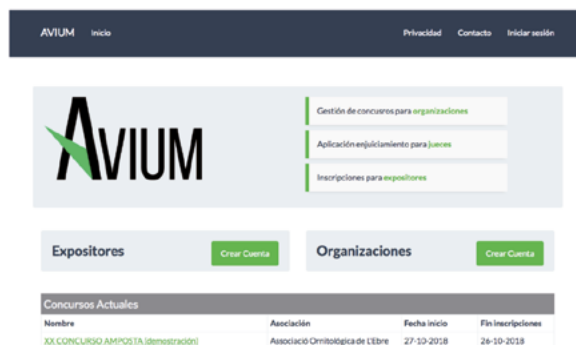 AVIUM Inicio Privacidad Contacto Iniciar sesión
AVIUM
Gestión de concusros para organizaciones
Aplicación enjuiciamiento para jueces
Inscripciones para expositores
Expositores Crear Cuenta Organizaciones Crear Cuenta
Concursos Actuales
Nombre Asociación Fecha inicio Fin inscripciones
XX CONCURSO AMPOSTA (demostración) Associació Ornitológica de L'Ebre 27-10-2018 26-10-2018